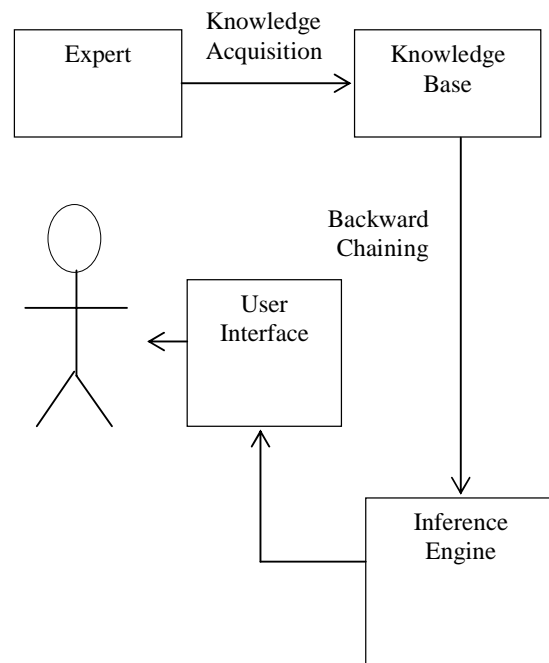 Expert
Knowledge
Acquisition
Knowledge
Base
Backward
Chaining
User
Interface
Inference
Engine